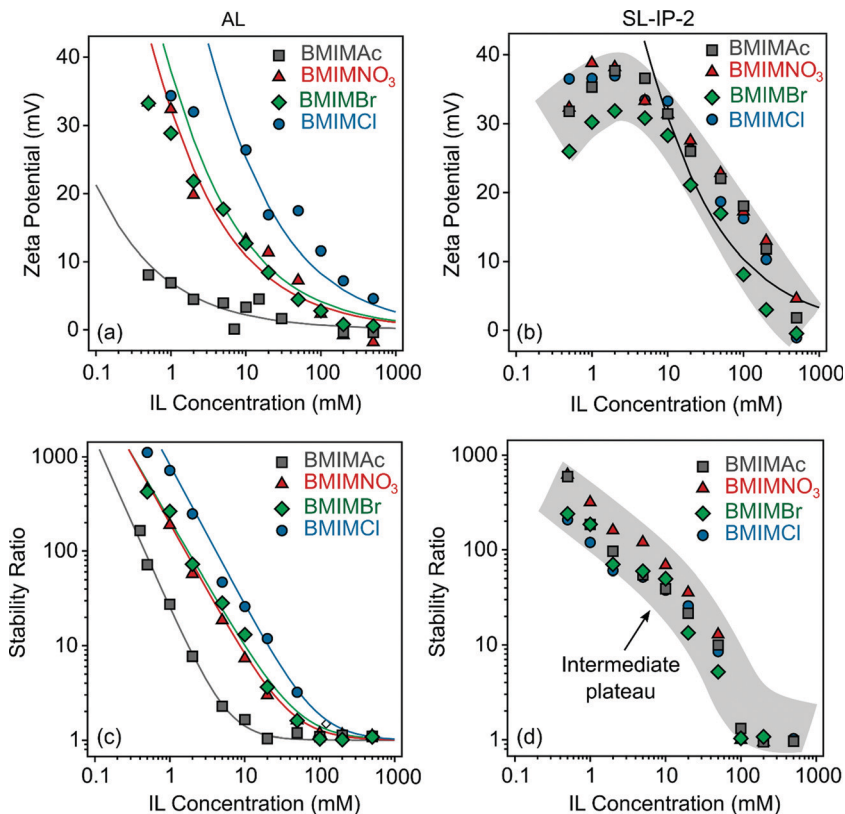 AL
Zeta Potential (mV)
40
30
20
10
0
BMIMAc
BMIMNO₃
BMIMBr
BMIMCl
(a)
0.1 1 10 100 1000
IL Concentration (mM)
SL-IP-2
Zeta Potential (mV)
40
30
20
10
0
BMIMAc
BMIMNO₃
BMIMBr
BMIMCl
(b)
0.1 1 10 100 1000
IL Concentration (mM)
Stability Ratio
1000
100
10
1
BMIMAc
BMIMNO₃
BMIMBr
BMIMCl
(c)
0.1 1 10 100 1000
IL Concentration (mM)
Stability Ratio
1000
100
10
1
BMIMAc
BMIMNO₃
BMIMBr
BMIMCl
Intermediate
plateau
(d)
0.1 1 10 100 1000
IL Concentration (mM)